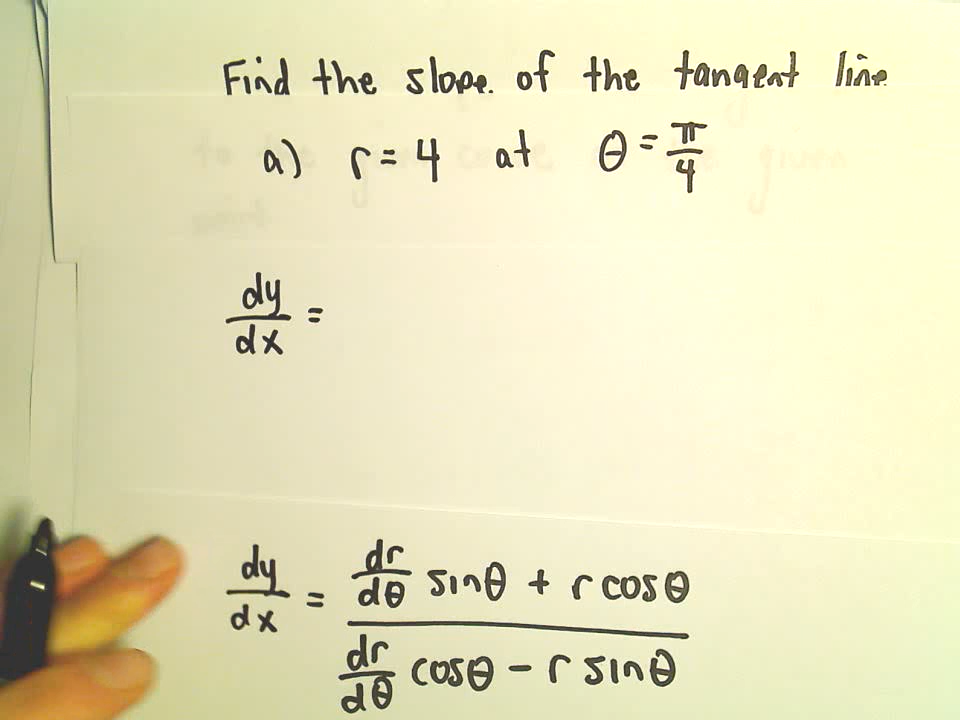 Find the slope of the tangent line
a) r = 4 at θ = π/4
dy/dx =
dy/dx = (dr/dθ sinθ + r cosθ) / (dr/dθ cosθ − r sinθ)